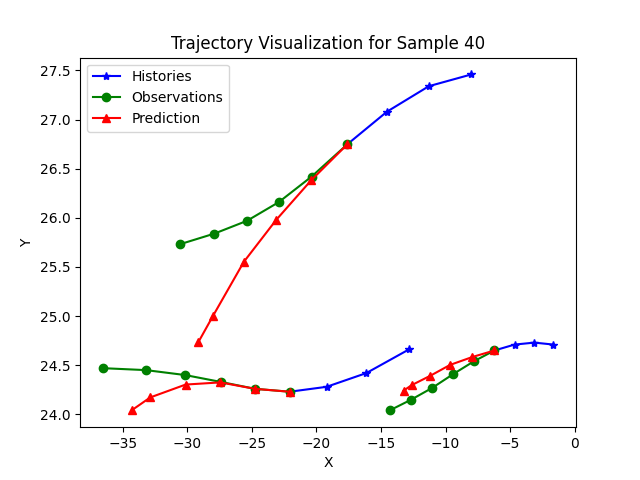 Trajectory Visualization for Sample 40
Histories
Observations
Prediction
27.5
27.0
26.5
26.0
25.5
25.0
24.5
24.0
Y
−35 −30 −25 −20 −15 −10 −5 0
X